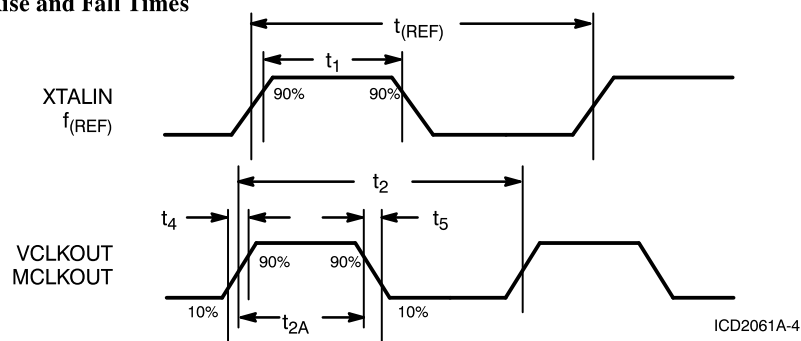 ise and Fall Times
t(REF)
t1
XTALIN
f(REF)
90%
90%
t2
t4
t5
VCLKOUT
MCLKOUT
90%
90%
10%
t2A
10%
ICD2061A-4